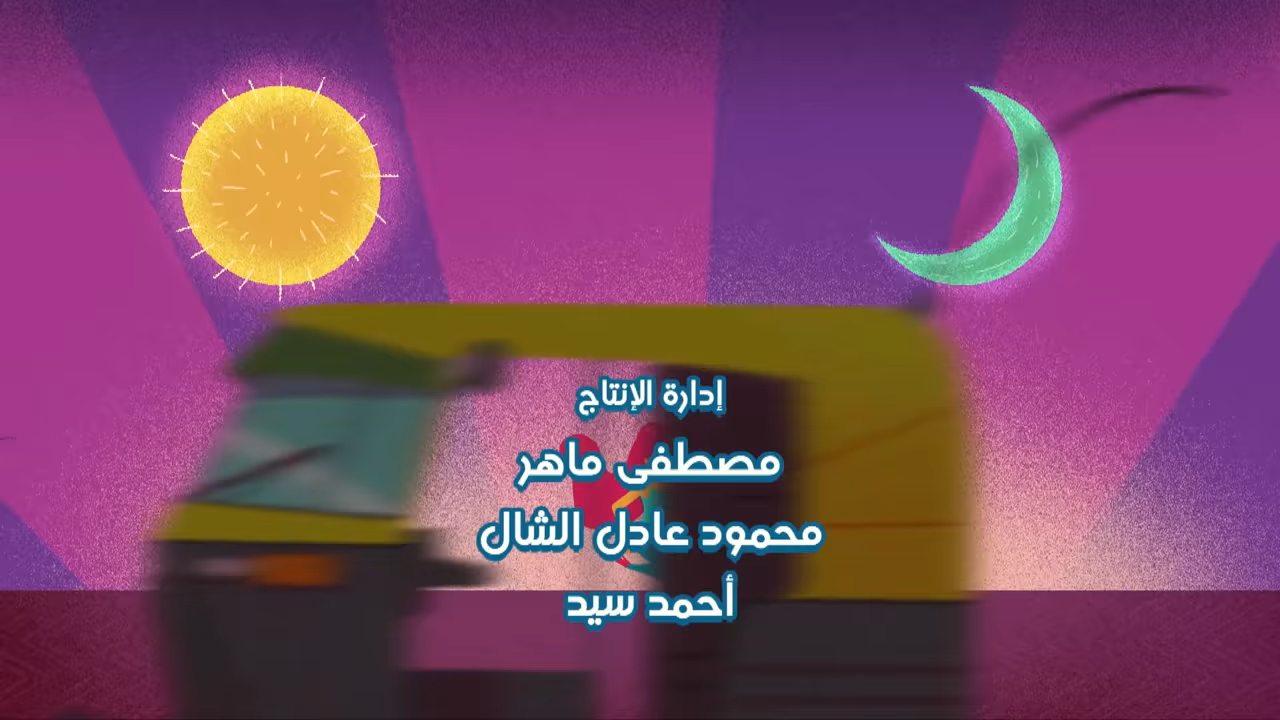 إدارة الإنتاج
مصطفى ماهر
محمود عادل الشال
أحمد سيد